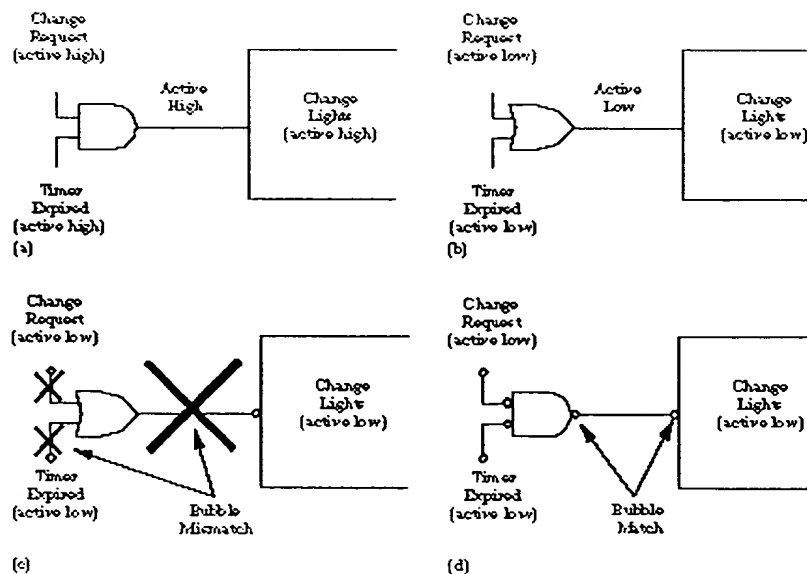 Change
Request
(active high)
Active
High
Change
Lights
(active high)
Timer
Expired
(active high)
(a)
Change
Request
(active low)
Active
Low
Change
Lights
(active low)
Timer
Expired
(active low)
(b)
Change
Request
(active low)
Change
Light
(active low)
Timer
Expired
(active low)
Bubble
Mismatch
(c)
Change
Request
(active low)
Change
Light
(active low)
Timer
Expired
(active low)
Bubble
Match
(d)